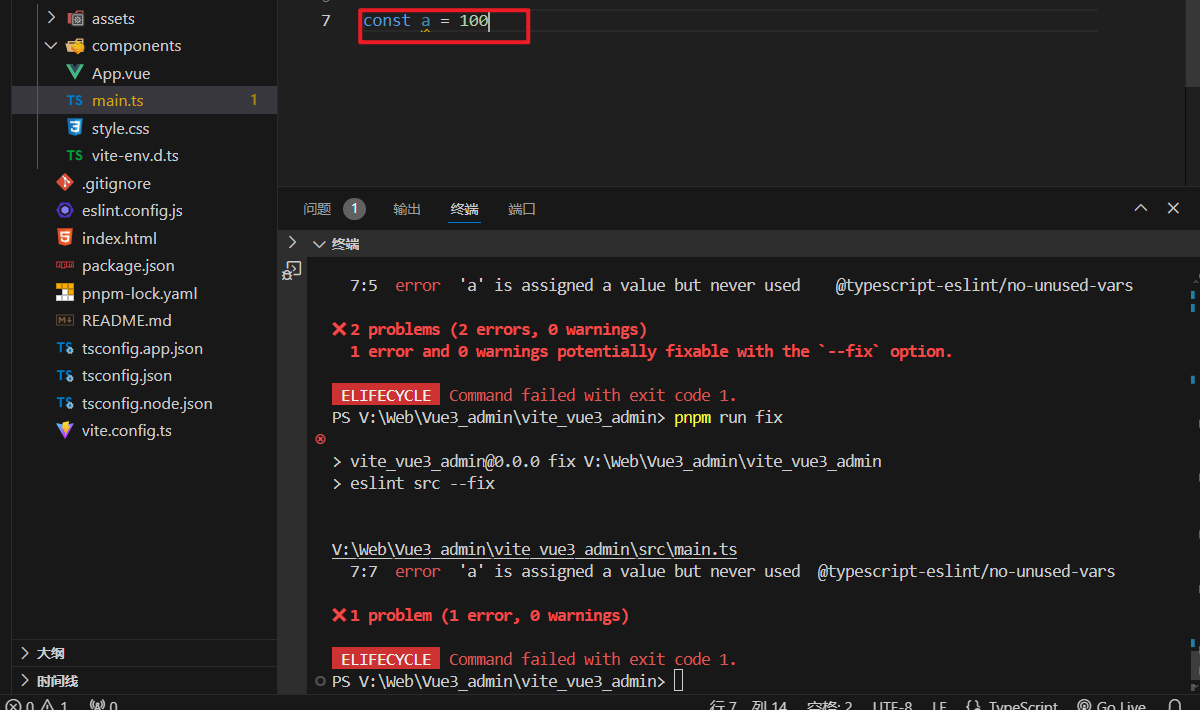 assets
components
App.vue
TS main.ts 1
style.css
TS vite-env.d.ts
.gitignore
eslint.config.js
index.html
package.json
pnpm-lock.yaml
README.md
tsconfig.app.json
tsconfig.json
tsconfig.node.json
vite.config.ts
大纲
时间线
7 const a = 100
问题 1 输出 终端 端口
终端
7:5 error 'a' is assigned a value but never used @typescript-eslint/no-unused-vars
2 problems (2 errors, 0 warnings)
1 error and 0 warnings potentially fixable with the `--fix` option.
ELIFECYCLE Command failed with exit code 1.
PS V:\Web\Vue3_admin\vite_vue3_admin> pnpm run fix
> vite_vue3_admin@0.0.0 fix V:\Web\Vue3_admin\vite_vue3_admin
> eslint src --fix
V:\Web\Vue3_admin\vite_vue3_admin\src\main.ts
7:7 error 'a' is assigned a value but never used @typescript-eslint/no-unused-vars
1 problem (1 error, 0 warnings)
ELIFECYCLE Command failed with exit code 1.
PS V:\Web\Vue3_admin\vite_vue3_admin>
0 1 0 行 7, 列 14 空格: 2 UTF-8 LF {} TypeScript Go Live